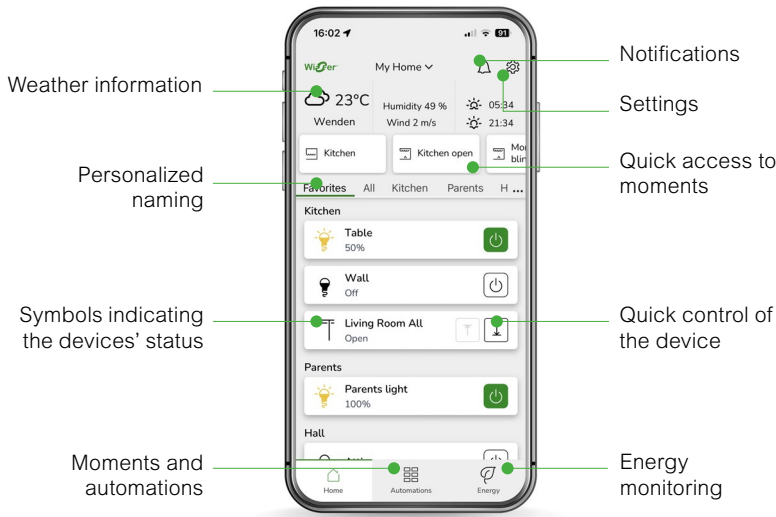 16:02
91
Wiser
My Home
Notifications
Weather information
23°C
Wenden
Humidity 49 %
Wind 2 m/s
05:34
21:34
Settings
Kitchen
Kitchen open
Mo
blin
Quick access to
moments
Personalized
naming
Favorites All Kitchen Parents H ...
Kitchen
Table
50%
Wall
Off
Symbols indicating
the devices’ status
Living Room All
Open
Quick control of
the device
Parents
Parents light
100%
Hall
Moments and
automations
Energy
monitoring
Home
Automations
Energy